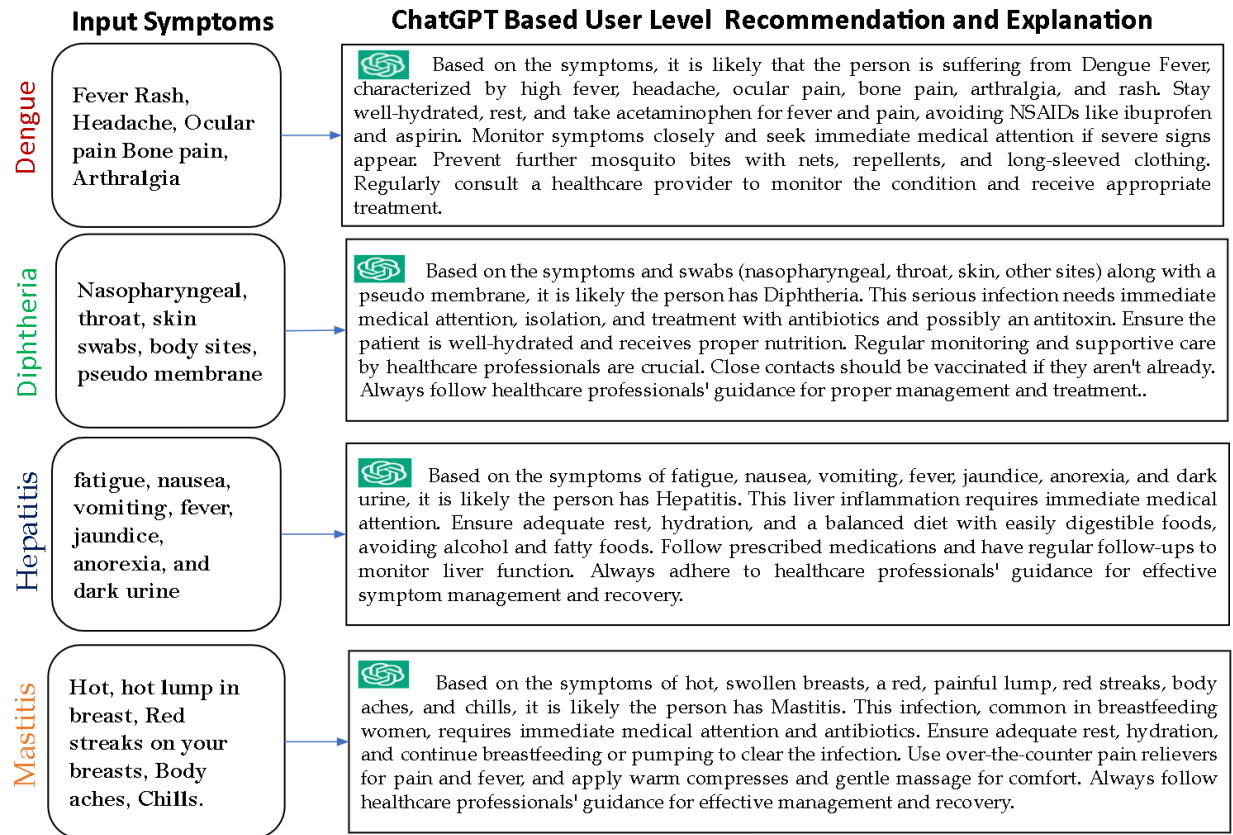 Input Symptoms
ChatGPT Based User Level Recommendation and Explanation
Dengue
Fever Rash,
Headache, Ocular
pain Bone pain,
Arthralgia
Based on the symptoms, it is likely that the person is suffering from Dengue Fever,
characterized by high fever, headache, ocular pain, bone pain, arthralgia, and rash. Stay
well-hydrated, rest, and take acetaminophen for fever and pain, avoiding NSAIDs like ibuprofen
and aspirin. Monitor symptoms closely and seek immediate medical attention if severe signs
appear. Prevent further mosquito bites with nets, repellents, and long-sleeved clothing.
Regularly consult a healthcare provider to monitor the condition and receive appropriate
treatment.
Diphtheria
Nasopharyngeal,
throat, skin
swabs, body sites,
pseudo membrane
Based on the symptoms and swabs (nasopharyngeal, throat, skin, other sites) along with a
pseudo membrane, it is likely the person has Diphtheria. This serious infection needs immediate
medical attention, isolation, and treatment with antibiotics and possibly an antitoxin. Ensure the
patient is well-hydrated and receives proper nutrition. Regular monitoring and supportive care
by healthcare professionals are crucial. Close contacts should be vaccinated if they aren't already.
Always follow healthcare professionals' guidance for proper management and treatment..
Hepatitis
fatigue, nausea,
vomiting, fever,
jaundice,
anorexia, and
dark urine
Based on the symptoms of fatigue, nausea, vomiting, fever, jaundice, anorexia, and dark
urine, it is likely the person has Hepatitis. This liver inflammation requires immediate medical
attention. Ensure adequate rest, hydration, and a balanced diet with easily digestible foods,
avoiding alcohol and fatty foods. Follow prescribed medications and have regular follow-ups to
monitor liver function. Always adhere to healthcare professionals' guidance for effective
symptom management and recovery.
Mastitis
Hot, hot lump in
breast, Red
streaks on your
breasts, Body
aches, Chills.
Based on the symptoms of hot, swollen breasts, a red, painful lump, red streaks, body
aches, and chills, it is likely the person has Mastitis. This infection, common in breastfeeding
women, requires immediate medical attention and antibiotics. Ensure adequate rest, hydration,
and continue breastfeeding or pumping to clear the infection. Use over-the-counter pain relievers
for pain and fever, and apply warm compresses and gentle massage for comfort. Always follow
healthcare professionals' guidance for effective management and recovery.